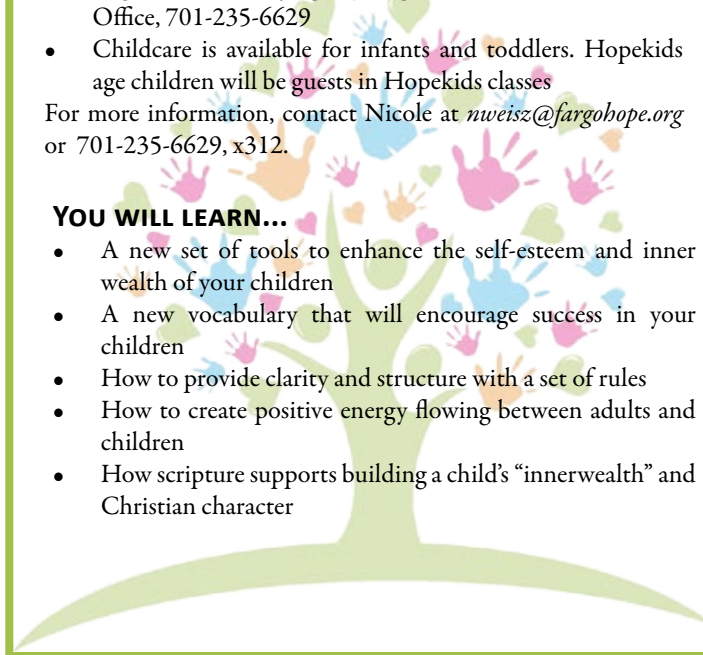 Office, 701-235-6629
• Childcare is available for infants and toddlers. Hopekids
age children will be guests in Hopekids classes
For more information, contact Nicole at nweisz@fargohope.org
or 701-235-6629, x312.
YOU WILL LEARN...
• A new set of tools to enhance the self-esteem and inner
wealth of your children
• A new vocabulary that will encourage success in your
children
• How to provide clarity and structure with a set of rules
• How to create positive energy flowing between adults and
children
• How scripture supports building a child's “innerwealth” and
Christian character